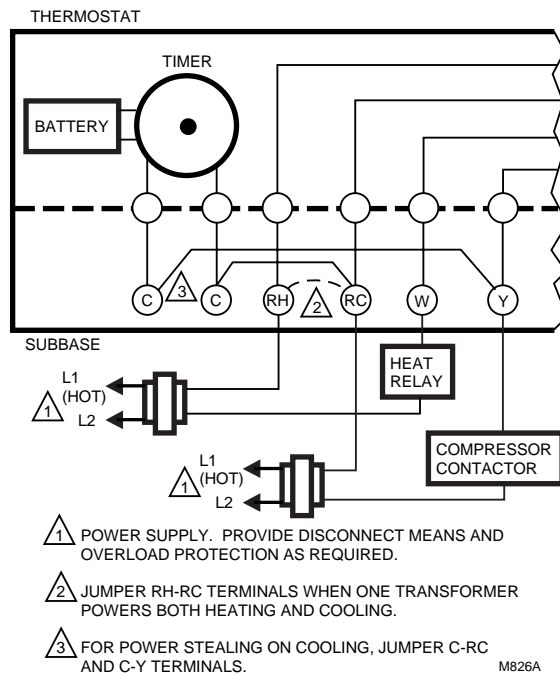 THERMOSTAT
TIMER
BATTERY
C
3
C
RH
2
RC
W
Y
SUBBASE
L1
(HOT)
1
L2
HEAT
RELAY
L1
(HOT)
1
L2
COMPRESSOR
CONTACTOR
1 POWER SUPPLY. PROVIDE DISCONNECT MEANS AND
OVERLOAD PROTECTION AS REQUIRED.
2 JUMPER RH-RC TERMINALS WHEN ONE TRANSFORMER
POWERS BOTH HEATING AND COOLING.
3 FOR POWER STEALING ON COOLING, JUMPER C-RC
AND C-Y TERMINALS.
M826A